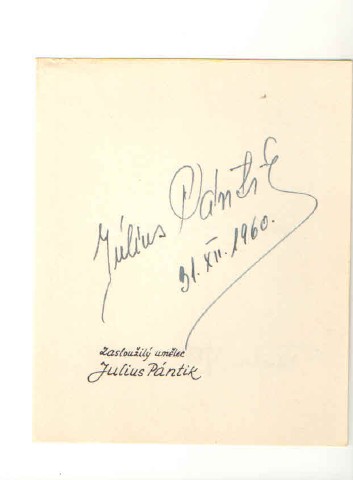 Július Pántik
31. XII. 1960.
Zasloužilý umělec
Julius Pántik